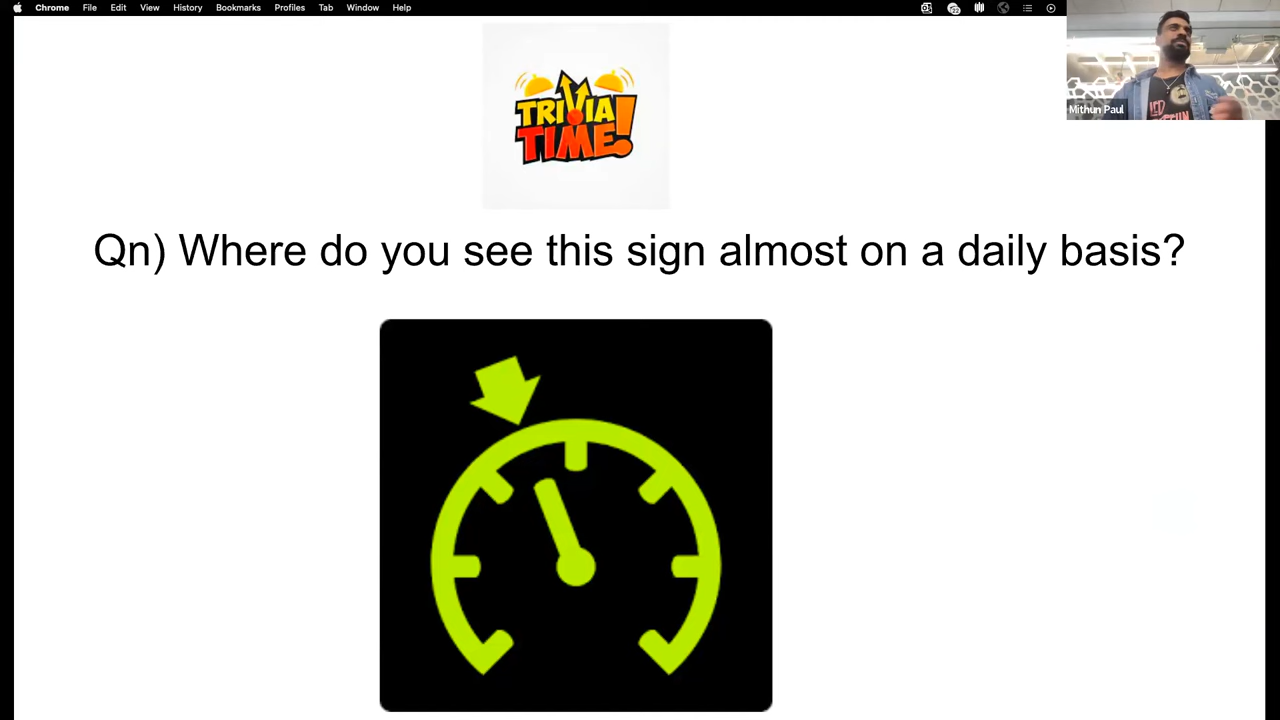 Chrome File Edit View History Bookmarks Profiles Tab Window Help
TRIVIA
TIME!
Mithun Paul
Qn) Where do you see this sign almost on a daily basis?